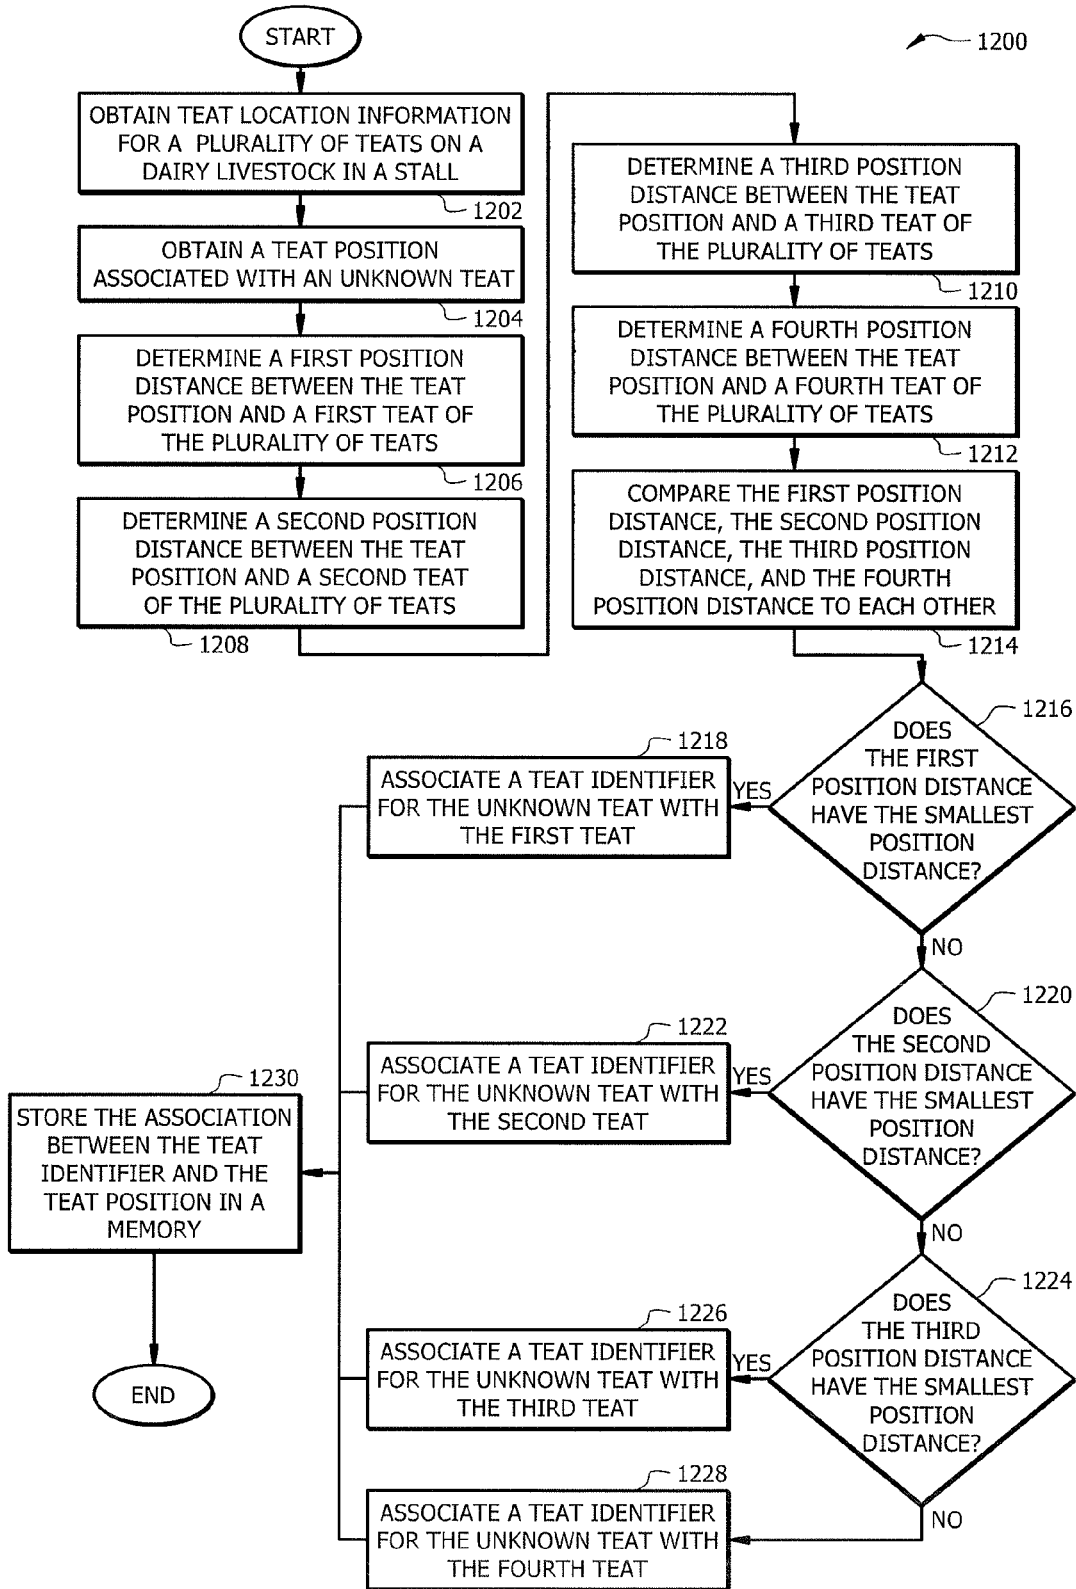 START
1200
OBTAIN TEAT LOCATION INFORMATION
FOR A PLURALITY OF TEATS ON A
DAIRY LIVESTOCK IN A STALL
1202
OBTAIN A TEAT POSITION
ASSOCIATED WITH AN UNKNOWN TEAT
1204
DETERMINE A FIRST POSITION
DISTANCE BETWEEN THE TEAT
POSITION AND A FIRST TEAT OF
THE PLURALITY OF TEATS
1206
DETERMINE A SECOND POSITION
DISTANCE BETWEEN THE TEAT
POSITION AND A SECOND TEAT
OF THE PLURALITY OF TEATS
1208
DETERMINE A THIRD POSITION
DISTANCE BETWEEN THE TEAT
POSITION AND A THIRD TEAT OF
THE PLURALITY OF TEATS
1210
DETERMINE A FOURTH POSITION
DISTANCE BETWEEN THE TEAT
POSITION AND A FOURTH TEAT OF
THE PLURALITY OF TEATS
1212
COMPARE THE FIRST POSITION
DISTANCE, THE SECOND POSITION
DISTANCE, THE THIRD POSITION
DISTANCE, AND THE FOURTH
POSITION DISTANCE TO EACH OTHER
1214
1216
DOES
THE FIRST
POSITION DISTANCE
HAVE THE SMALLEST
POSITION
DISTANCE?
YES
1218
ASSOCIATE A TEAT IDENTIFIER
FOR THE UNKNOWN TEAT WITH
THE FIRST TEAT
NO
1220
DOES
THE SECOND
POSITION DISTANCE
HAVE THE SMALLEST
POSITION
DISTANCE?
YES
1222
ASSOCIATE A TEAT IDENTIFIER
FOR THE UNKNOWN TEAT WITH
THE SECOND TEAT
NO
1224
DOES
THE THIRD
POSITION DISTANCE
HAVE THE SMALLEST
POSITION
DISTANCE?
YES
1226
ASSOCIATE A TEAT IDENTIFIER
FOR THE UNKNOWN TEAT WITH
THE THIRD TEAT
NO
1228
ASSOCIATE A TEAT IDENTIFIER
FOR THE UNKNOWN TEAT WITH
THE FOURTH TEAT
1230
STORE THE ASSOCIATION
BETWEEN THE TEAT
IDENTIFIER AND THE
TEAT POSITION IN A
MEMORY
END